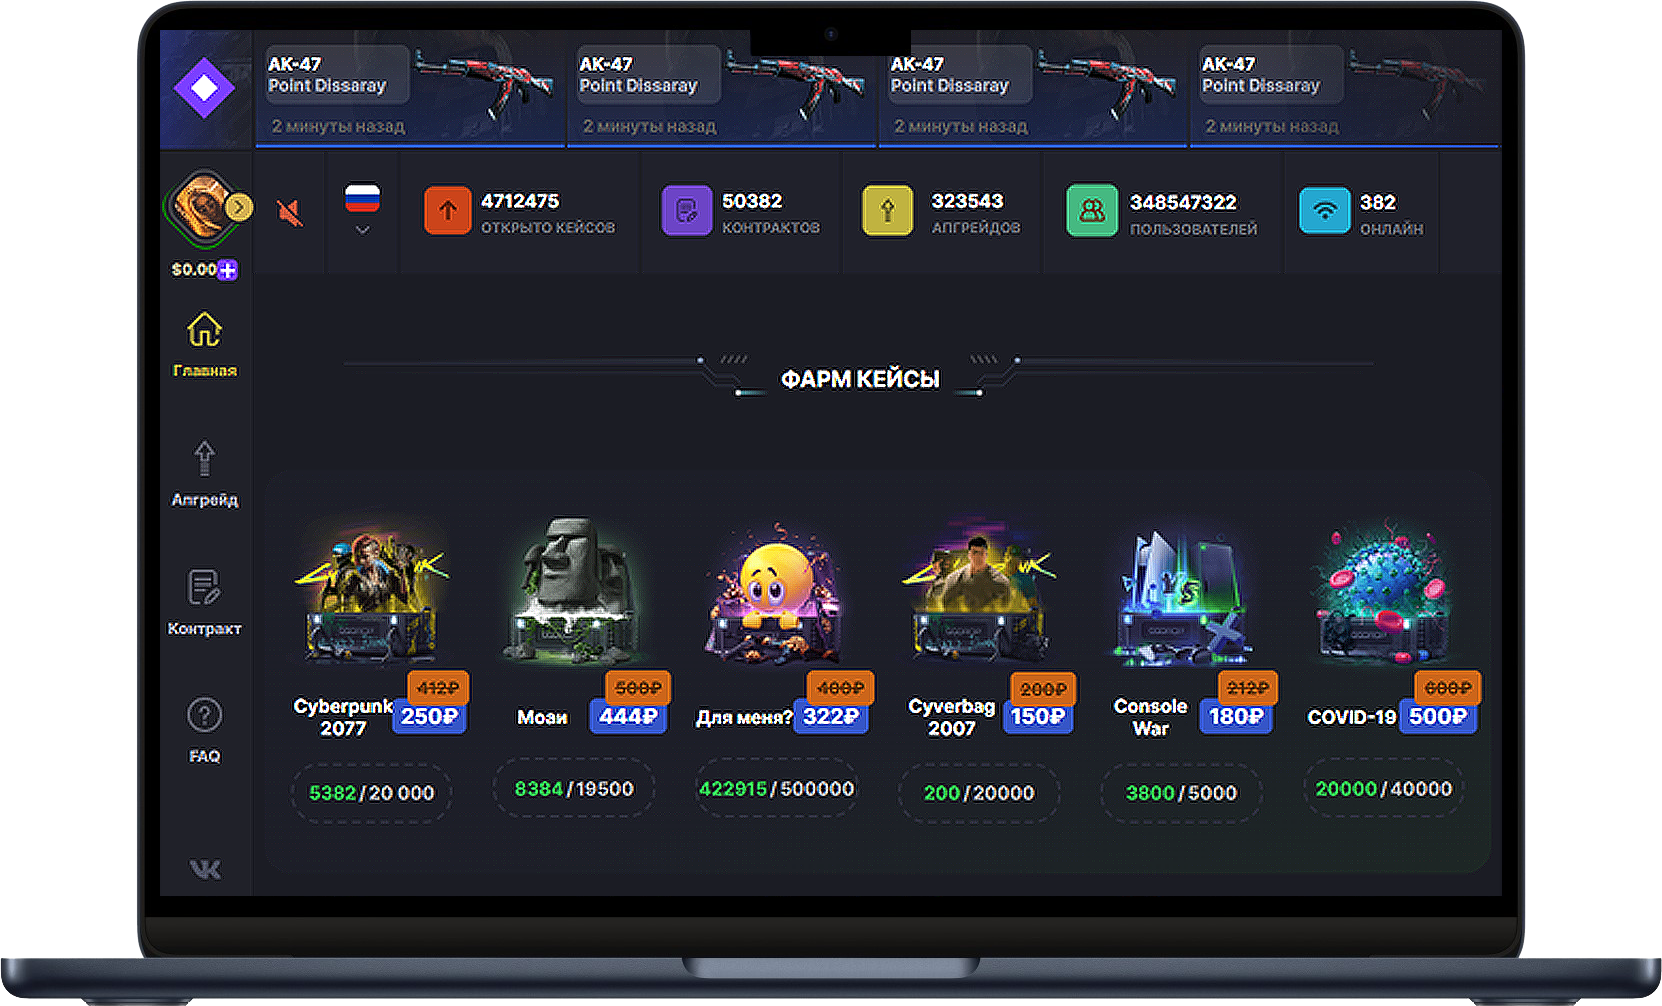 AK-47
Point Dissaray
2 минуты назад
AK-47
Point Dissaray
2 минуты назад
AK-47
Point Dissaray
2 минуты назад
AK-47
Point Dissaray
2 минуты назад
$0.00
4712475
ОТКРЫТО КЕЙСОВ
50382
КОНТРАКТОВ
323543
АПГРЕЙДОВ
348547322
ПОЛЬЗОВАТЕЛЕЙ
382
ОНЛАЙН
Главная
Апгрейд
Контракт
FAQ
ФАРМ КЕЙСЫ
Cyberpunk
2077
412₽
250₽
5382/20 000
Моаи
500₽
444₽
8384/19500
Для меня?
400₽
322₽
422915/500000
Cyverbag
2007
200₽
150₽
200/20000
VS
Console
War
212₽
180₽
3800/5000
COVID-19
600₽
500₽
20000/40000